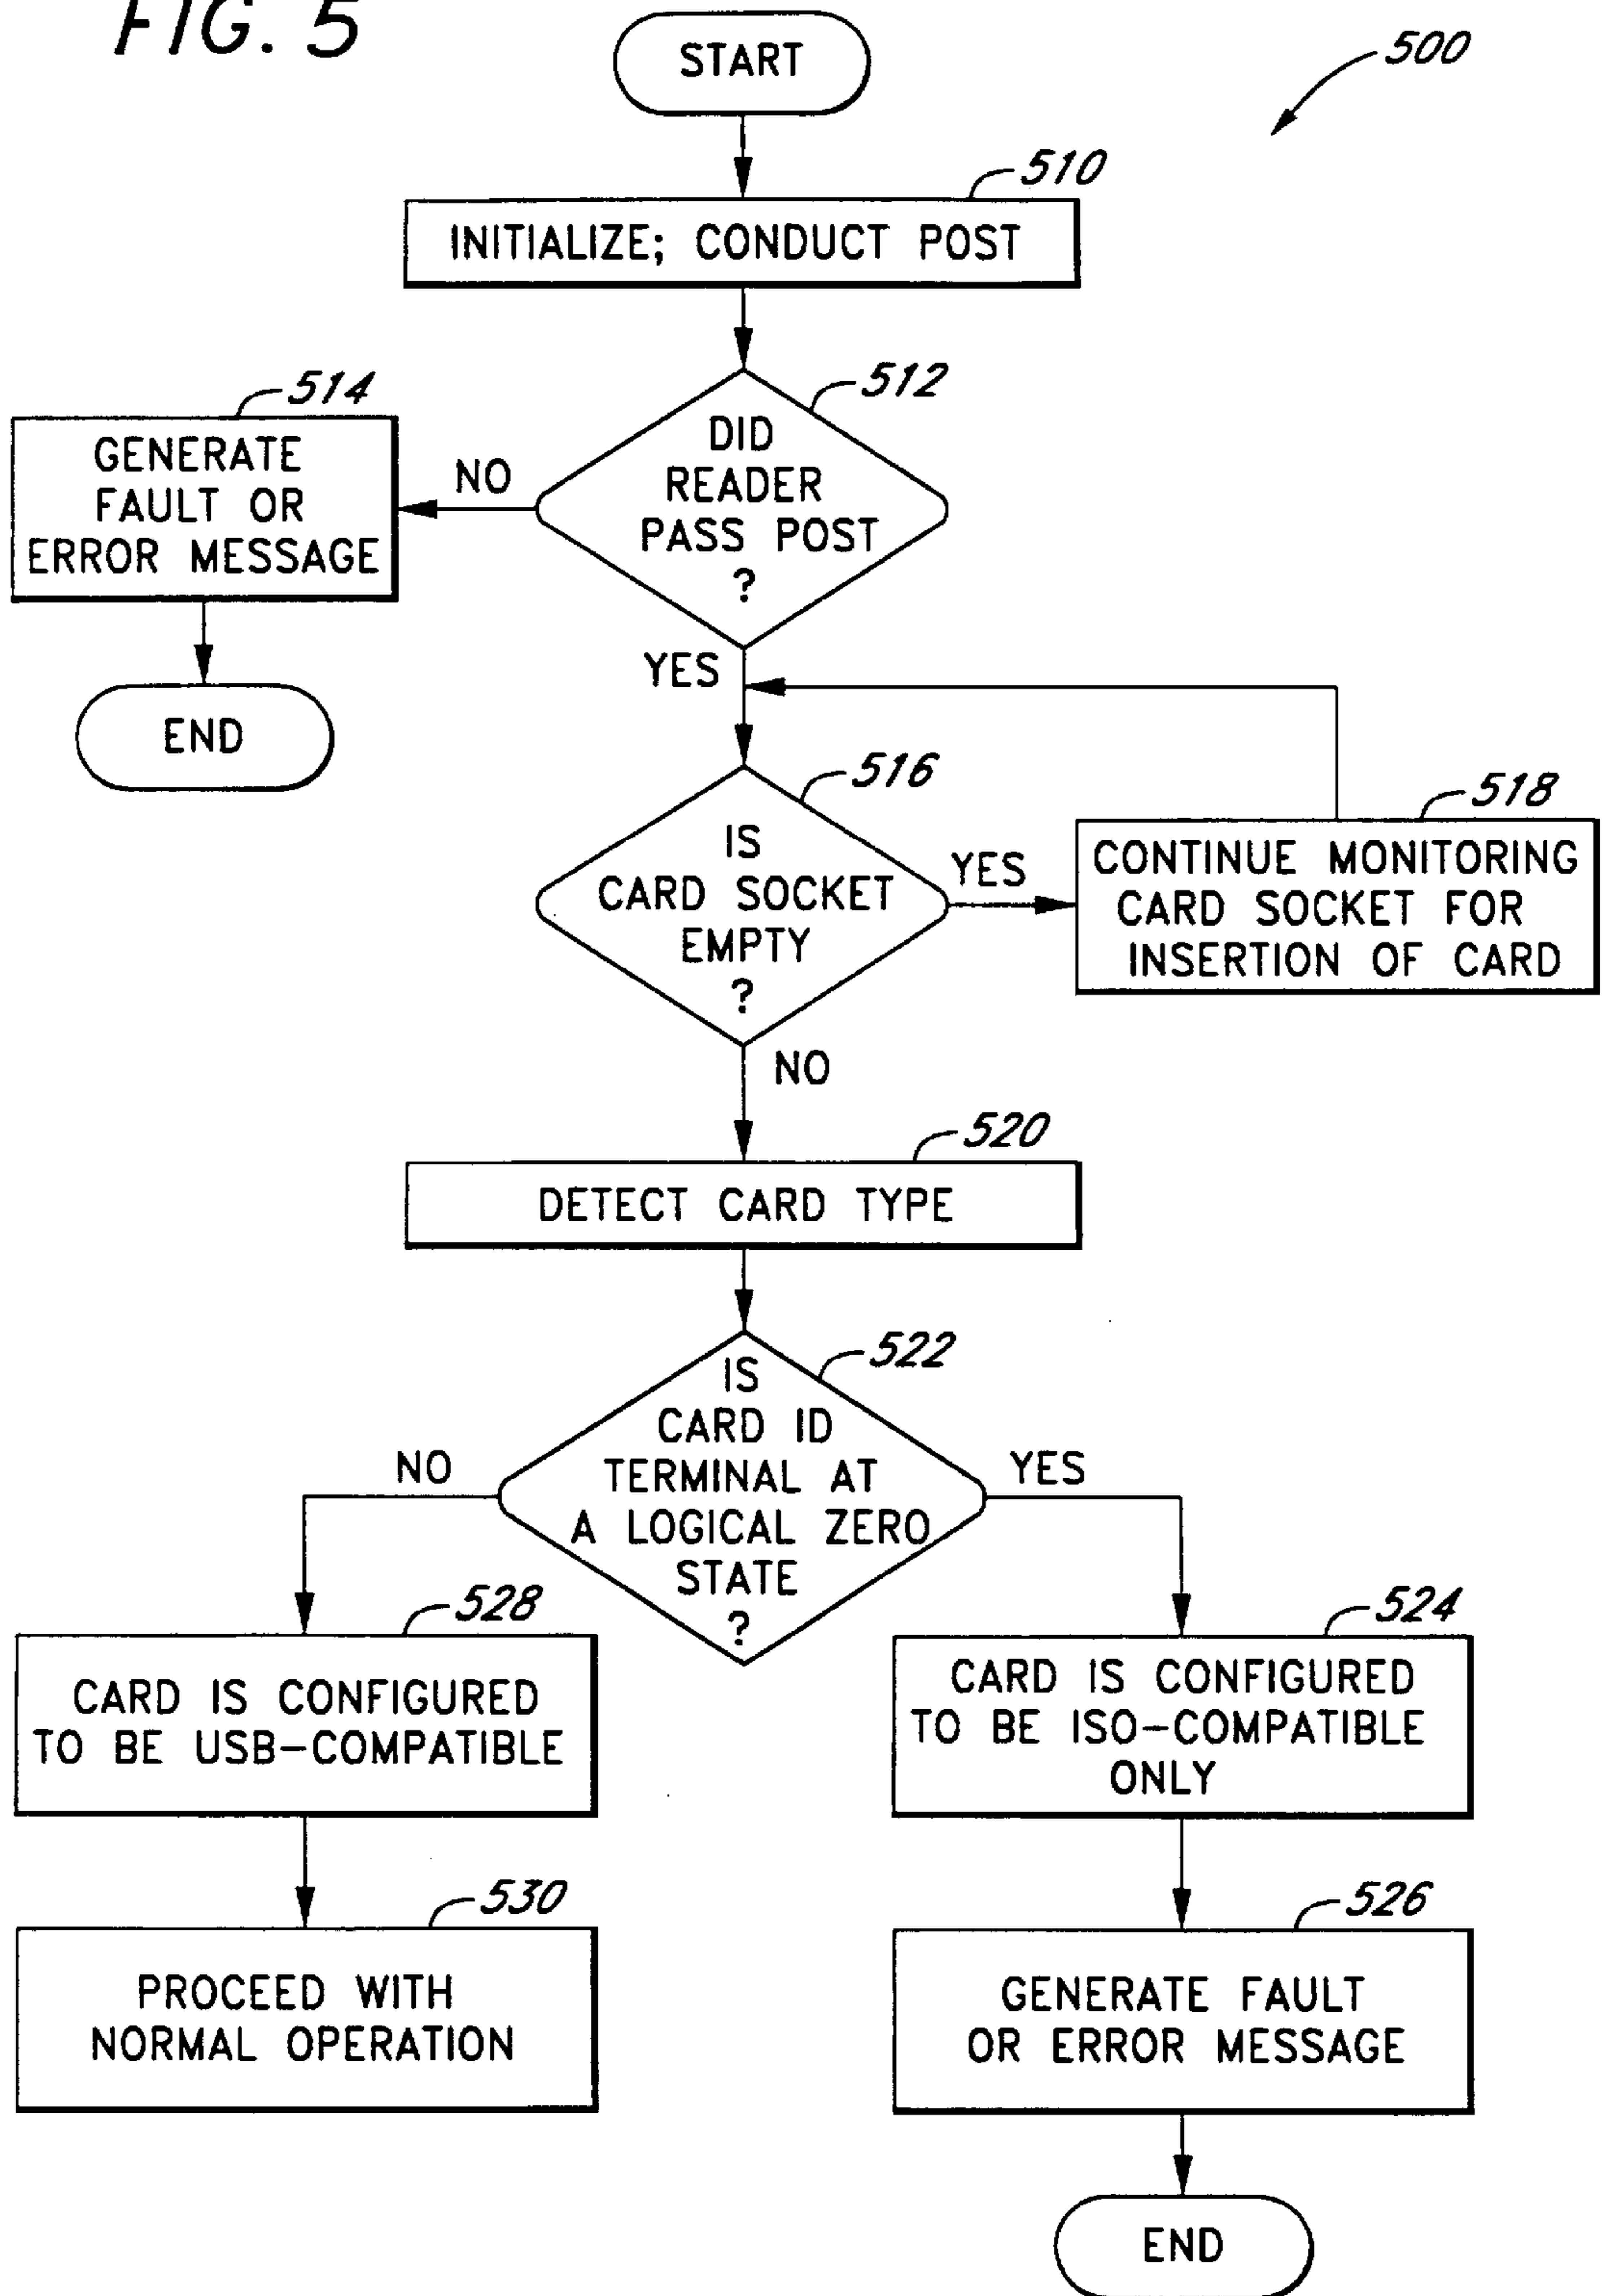 FIG. 5
START
500
510
INITIALIZE; CONDUCT POST
512
DID
READER
PASS POST
?
514
GENERATE
FAULT OR
ERROR MESSAGE
NO
END
YES
516
IS
CARD SOCKET
EMPTY
?
YES
518
CONTINUE MONITORING
CARD SOCKET FOR
INSERTION OF CARD
NO
520
DETECT CARD TYPE
522
IS
CARD ID
TERMINAL AT
A LOGICAL ZERO
STATE
?
NO
YES
528
CARD IS CONFIGURED
TO BE USB-COMPATIBLE
524
CARD IS CONFIGURED
TO BE ISO-COMPATIBLE
ONLY
530
PROCEED WITH
NORMAL OPERATION
526
GENERATE FAULT
OR ERROR MESSAGE
END